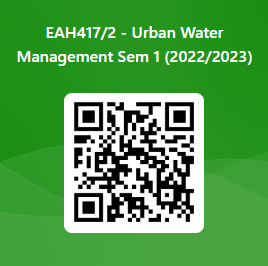 EAH417/2 - Urban Water
Management Sem 1 (2022/2023)